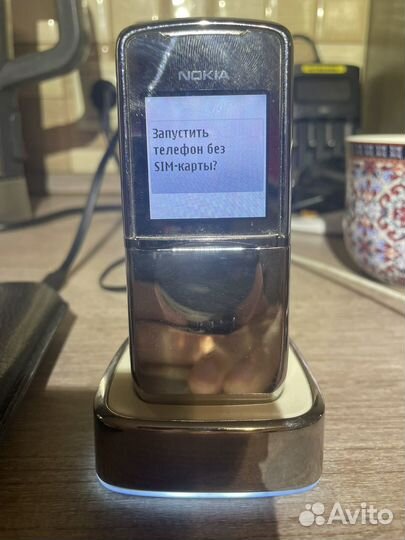 NOKIA
Запустить
телефон без
SIM-карты?
Avito